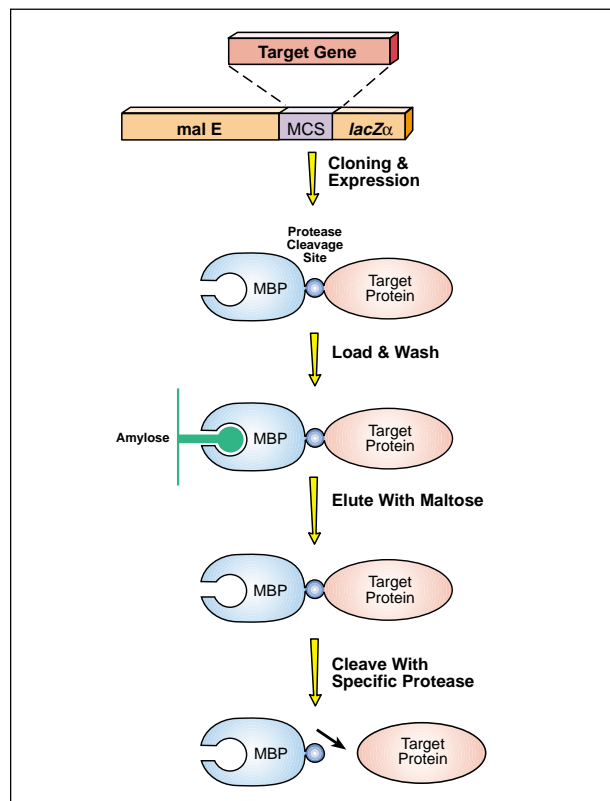 Target Gene
mal E MCS lacZα
Cloning &
Expression
Protease
Cleavage
Site
MBP
Target
Protein
Load & Wash
Amylose
MBP
Target
Protein
Elute With Maltose
MBP
Target
Protein
Cleave With
Specific Protease
MBP
Target
Protein